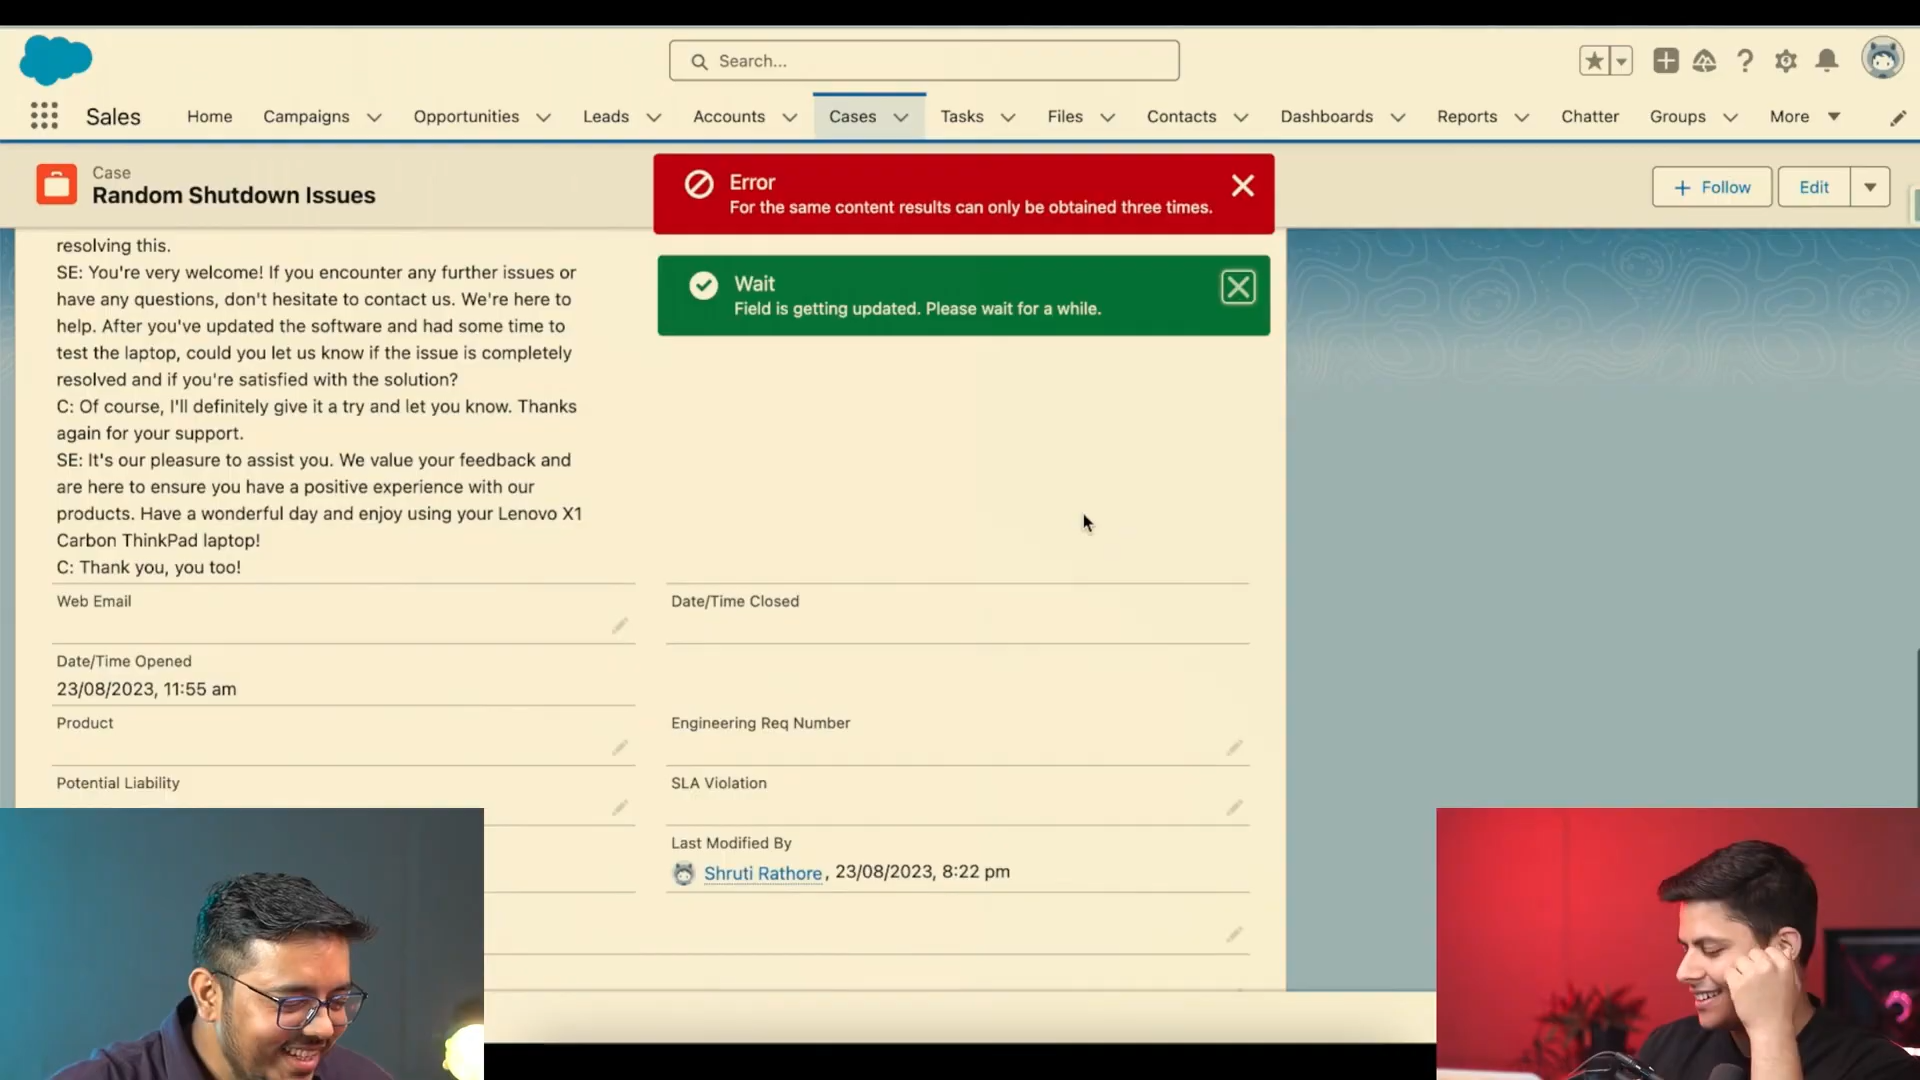 Search...
Sales
Home
Campaigns
Opportunities
Leads
Accounts
Cases
Tasks
Files
Contacts
Dashboards
Reports
Chatter
Groups
More
Case
Random Shutdown Issues
Error
For the same content results can only be obtained three times.
Follow
Edit
Wait
Field is getting updated. Please wait for a while.
resolving this.
SE: You're very welcome! If you encounter any further issues or
have any questions, don't hesitate to contact us. We're here to
help. After you've updated the software and had some time to
test the laptop, could you let us know if the issue is completely
resolved and if you're satisfied with the solution?
C: Of course, I'll definitely give it a try and let you know. Thanks
again for your support.
SE: It's our pleasure to assist you. We value your feedback and
are here to ensure you have a positive experience with our
products. Have a wonderful day and enjoy using your Lenovo X1
Carbon ThinkPad laptop!
C: Thank you, you too!
Web Email
Date/Time Closed
Date/Time Opened
23/08/2023, 11:55 am
Product
Engineering Req Number
Potential Liability
SLA Violation
Last Modified By
Shruti Rathore, 23/08/2023, 8:22 pm